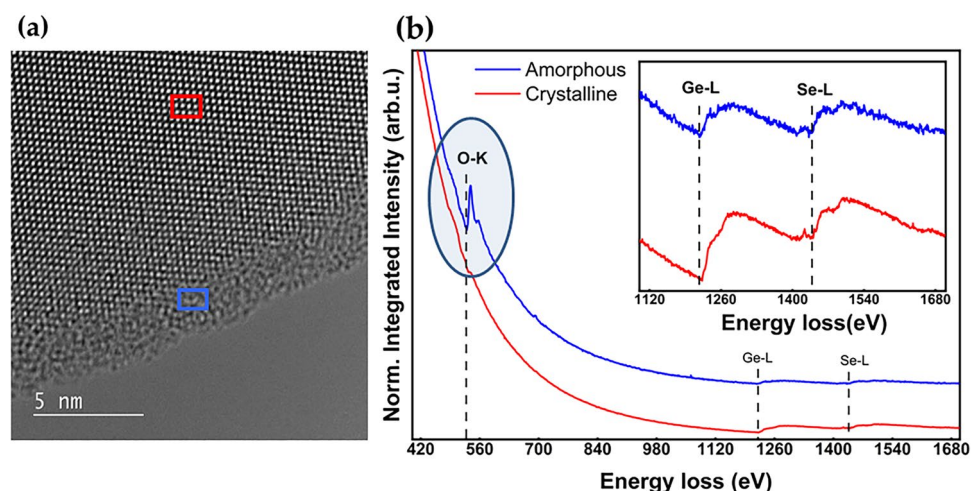 (a)
5 nm
(b)
Norm. Integrated Intensity (arb.u.)
Amorphous
Crystalline
O-K
Ge-L
Se-L
1120 1260 1400 1540 1680
Energy loss(eV)
Ge-L
Se-L
420 560 700 840 980 1120 1260 1400 1540 1680
Energy loss (eV)